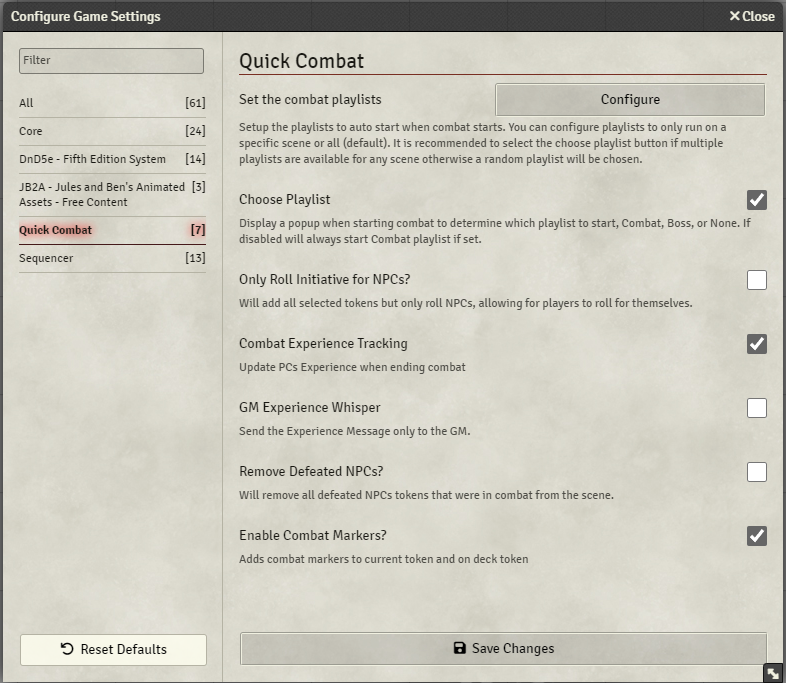 Configure Game Settings
Close
Filter
All [61]
Core [24]
DnD5e - Fifth Edition System [14]
JB2A - Jules and Ben's Animated [3]
Assets - Free Content
Quick Combat [7]
Sequencer [13]
Reset Defaults
Quick Combat
Set the combat playlists
Configure
Setup the playlists to auto start when combat starts. You can configure playlists to only run on a
specific scene or all (default). It is recommended to select the choose playlist button if multiple
playlists are available for any scene otherwise a random playlist will be chosen.
Choose Playlist
Display a popup when starting combat to determine which playlist to start, Combat, Boss, or None. If
disabled will always start Combat playlist if set.
Only Roll Initiative for NPCs?
Will add all selected tokens but only roll NPCs, allowing for players to roll for themselves.
Combat Experience Tracking
Update PCs Experience when ending combat
GM Experience Whisper
Send the Experience Message only to the GM.
Remove Defeated NPCs?
Will remove all defeated NPCs tokens that were in combat from the scene.
Enable Combat Markers?
Adds combat markers to current token and on deck token
Save Changes